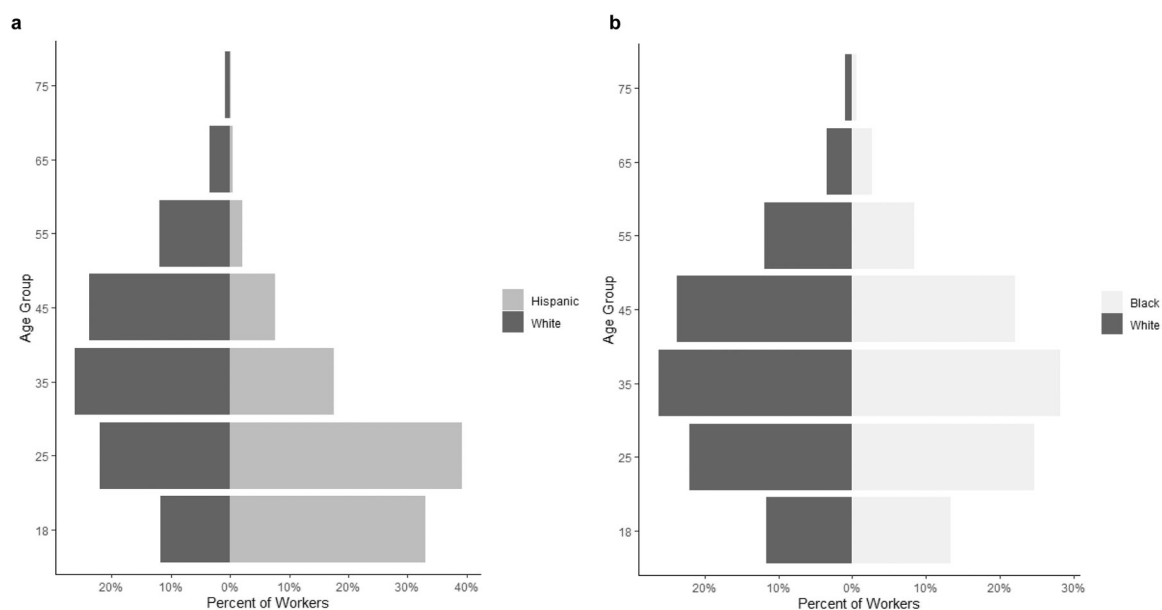 a
75
65
55
45
35
25
18
Age Group
20% 10% 0% 10% 20% 30% 40%
Percent of Workers
Hispanic
White
b
75
65
55
45
35
25
18
Age Group
20% 10% 0% 10% 20% 30%
Percent of Workers
Black
White